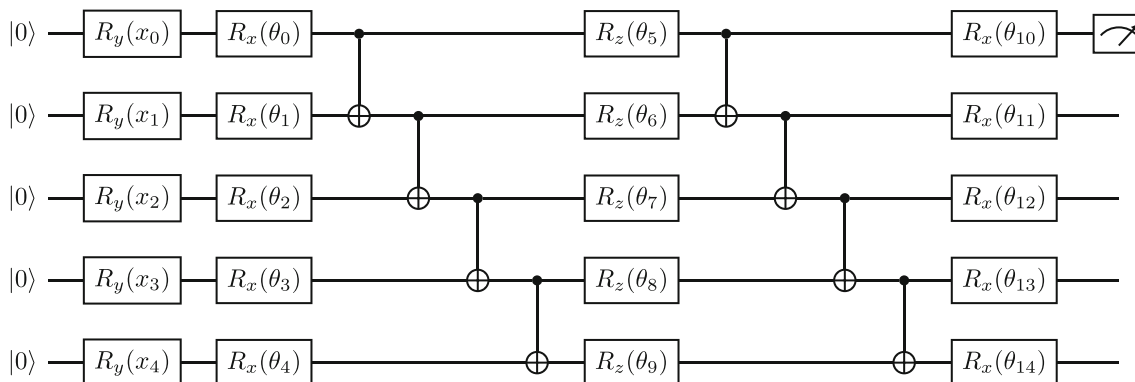 |0⟩ R_y(x_0) R_x(θ_0) R_z(θ_5) R_x(θ_10)
|0⟩ R_y(x_1) R_x(θ_1) R_z(θ_6) R_x(θ_11)
|0⟩ R_y(x_2) R_x(θ_2) R_z(θ_7) R_x(θ_12)
|0⟩ R_y(x_3) R_x(θ_3) R_z(θ_8) R_x(θ_13)
|0⟩ R_y(x_4) R_x(θ_4) R_z(θ_9) R_x(θ_14)